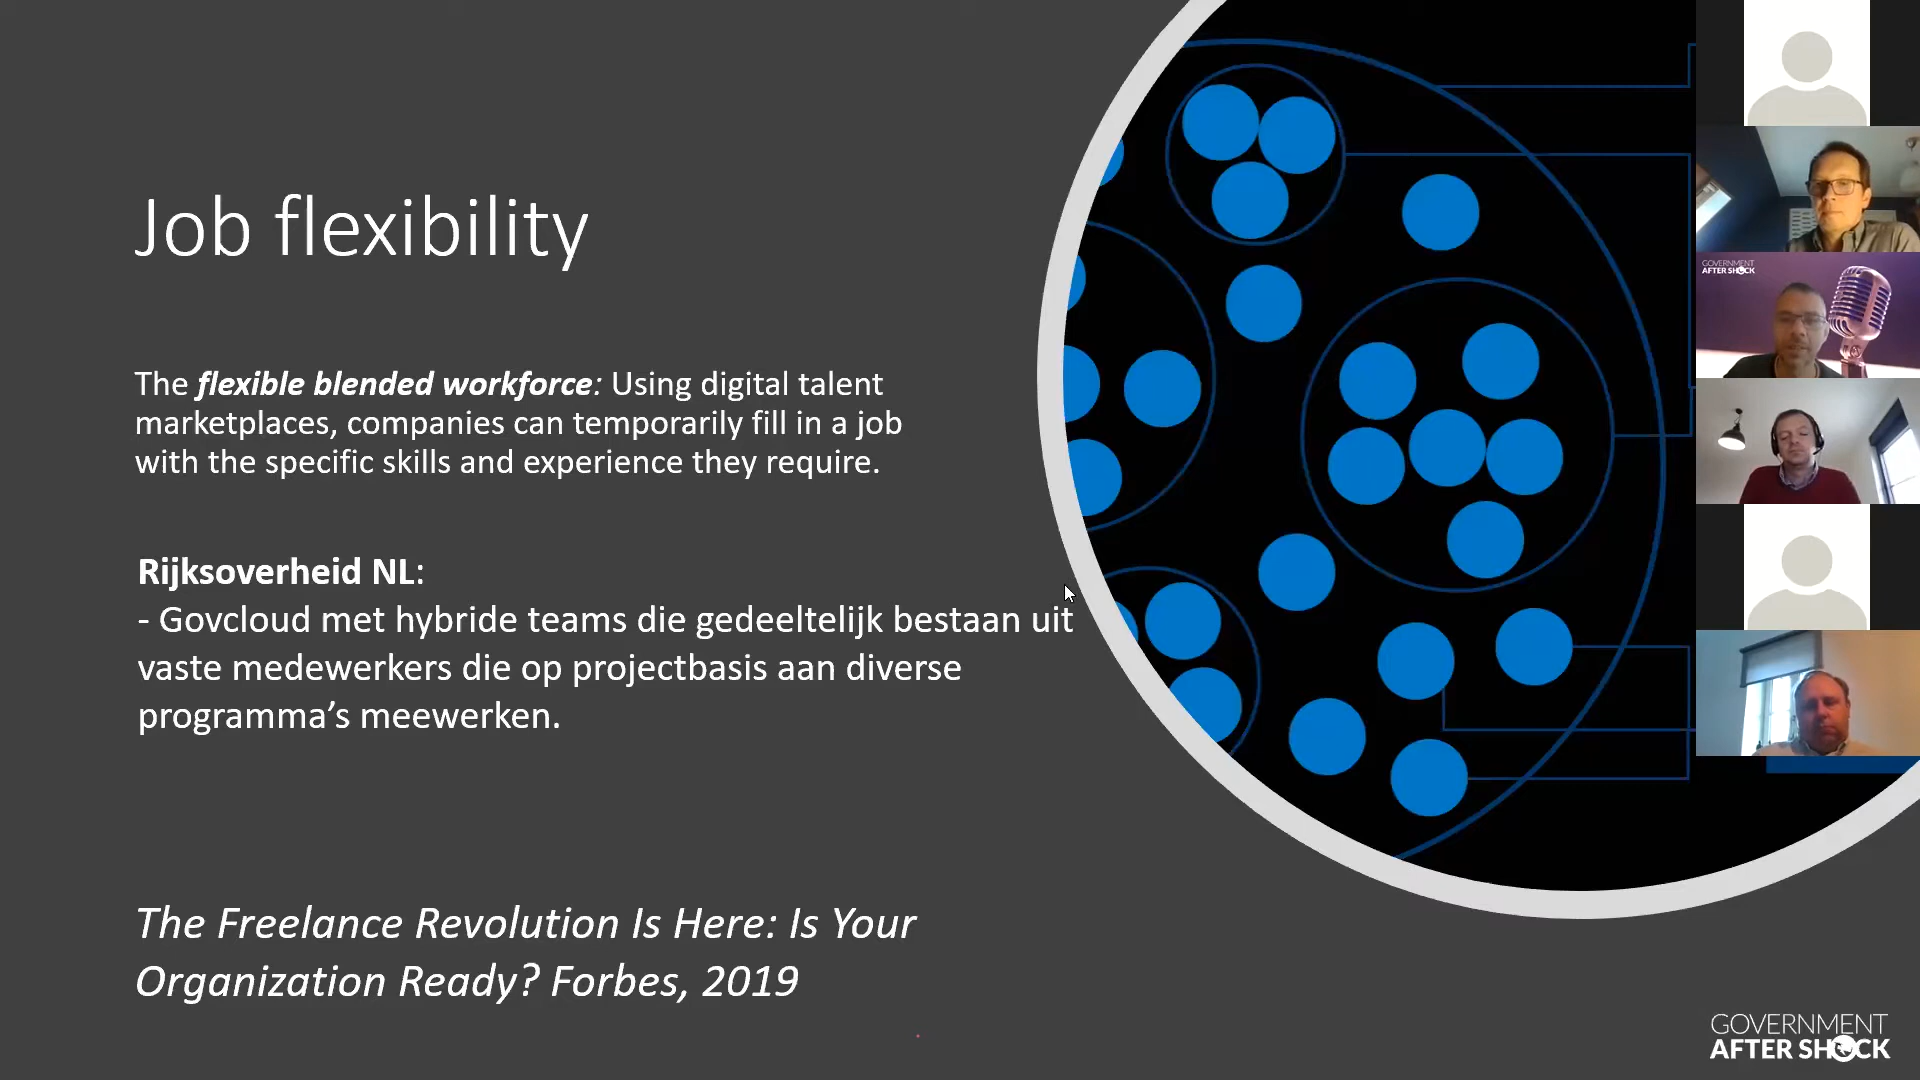 Job flexibility
The flexible blended workforce: Using digital talent
marketplaces, companies can temporarily fill in a job
with the specific skills and experience they require.
Rijksoverheid NL:
- Govcloud met hybride teams die gedeeltelijk bestaan uit
vaste medewerkers die op projectbasis aan diverse
programma’s meewerken.
The Freelance Revolution Is Here: Is Your
Organization Ready? Forbes, 2019
GOVERNMENT
AFTER SHOCK
GOVERNMENT
AFTER SHOCK